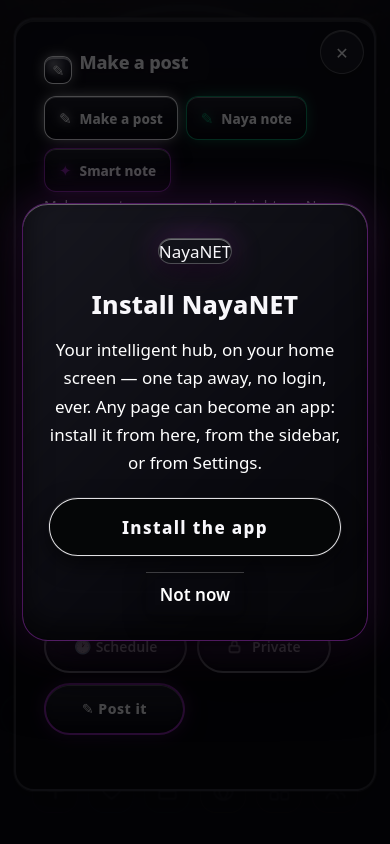 Make a post
Make a post
Naya note
Smart note
NayaNET
Install NayaNET
Your intelligent hub, on your home
screen — one tap away, no login,
ever. Any page can become an app:
install it from here, from the sidebar,
or from Settings.
Install the app
Not now
Schedule
Private
Post it